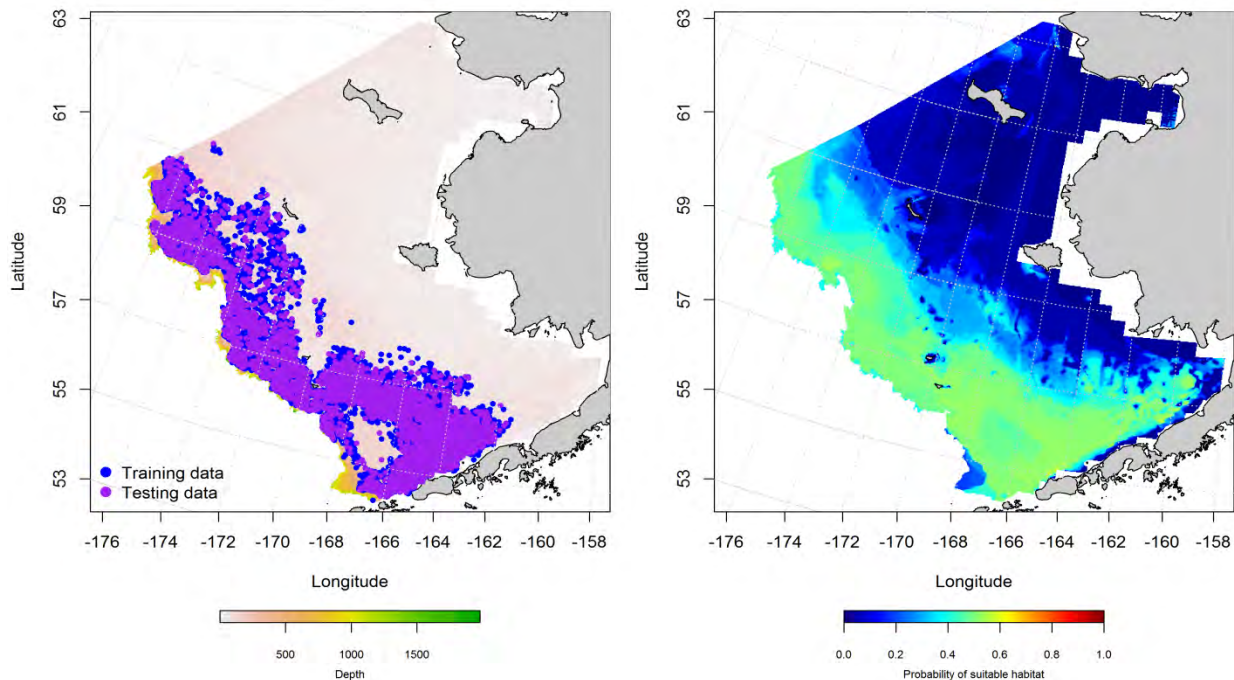 63
61
59
57
55
53
Latitude
Training data
Testing data
-176 -174 -172 -170 -168 -166 -164 -162 -160 -158
Longitude
500 1000 1500
Depth
63
61
59
57
55
53
Latitude
-176 -174 -172 -170 -168 -166 -164 -162 -160 -158
Longitude
0.0 0.2 0.4 0.6 0.8 1.0
Probability of suitable habitat